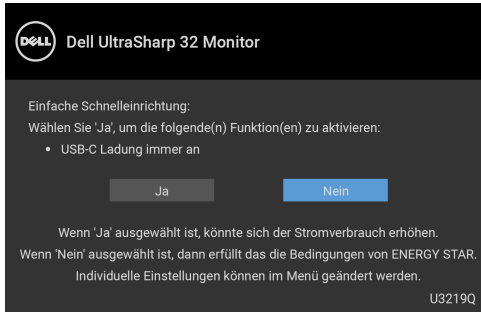 DELL Dell UltraSharp 32 Monitor
Einfache Schnelleinrichtung:
Wählen Sie 'Ja', um die folgende(n) Funktion(en) zu aktivieren:
• USB-C Ladung immer an
Ja Nein
Wenn 'Ja' ausgewählt ist, könnte sich der Stromverbrauch erhöhen.
Wenn 'Nein' ausgewählt ist, dann erfüllt das die Bedingungen von ENERGY STAR.
Individuelle Einstellungen können im Menü geändert werden.
U3219Q